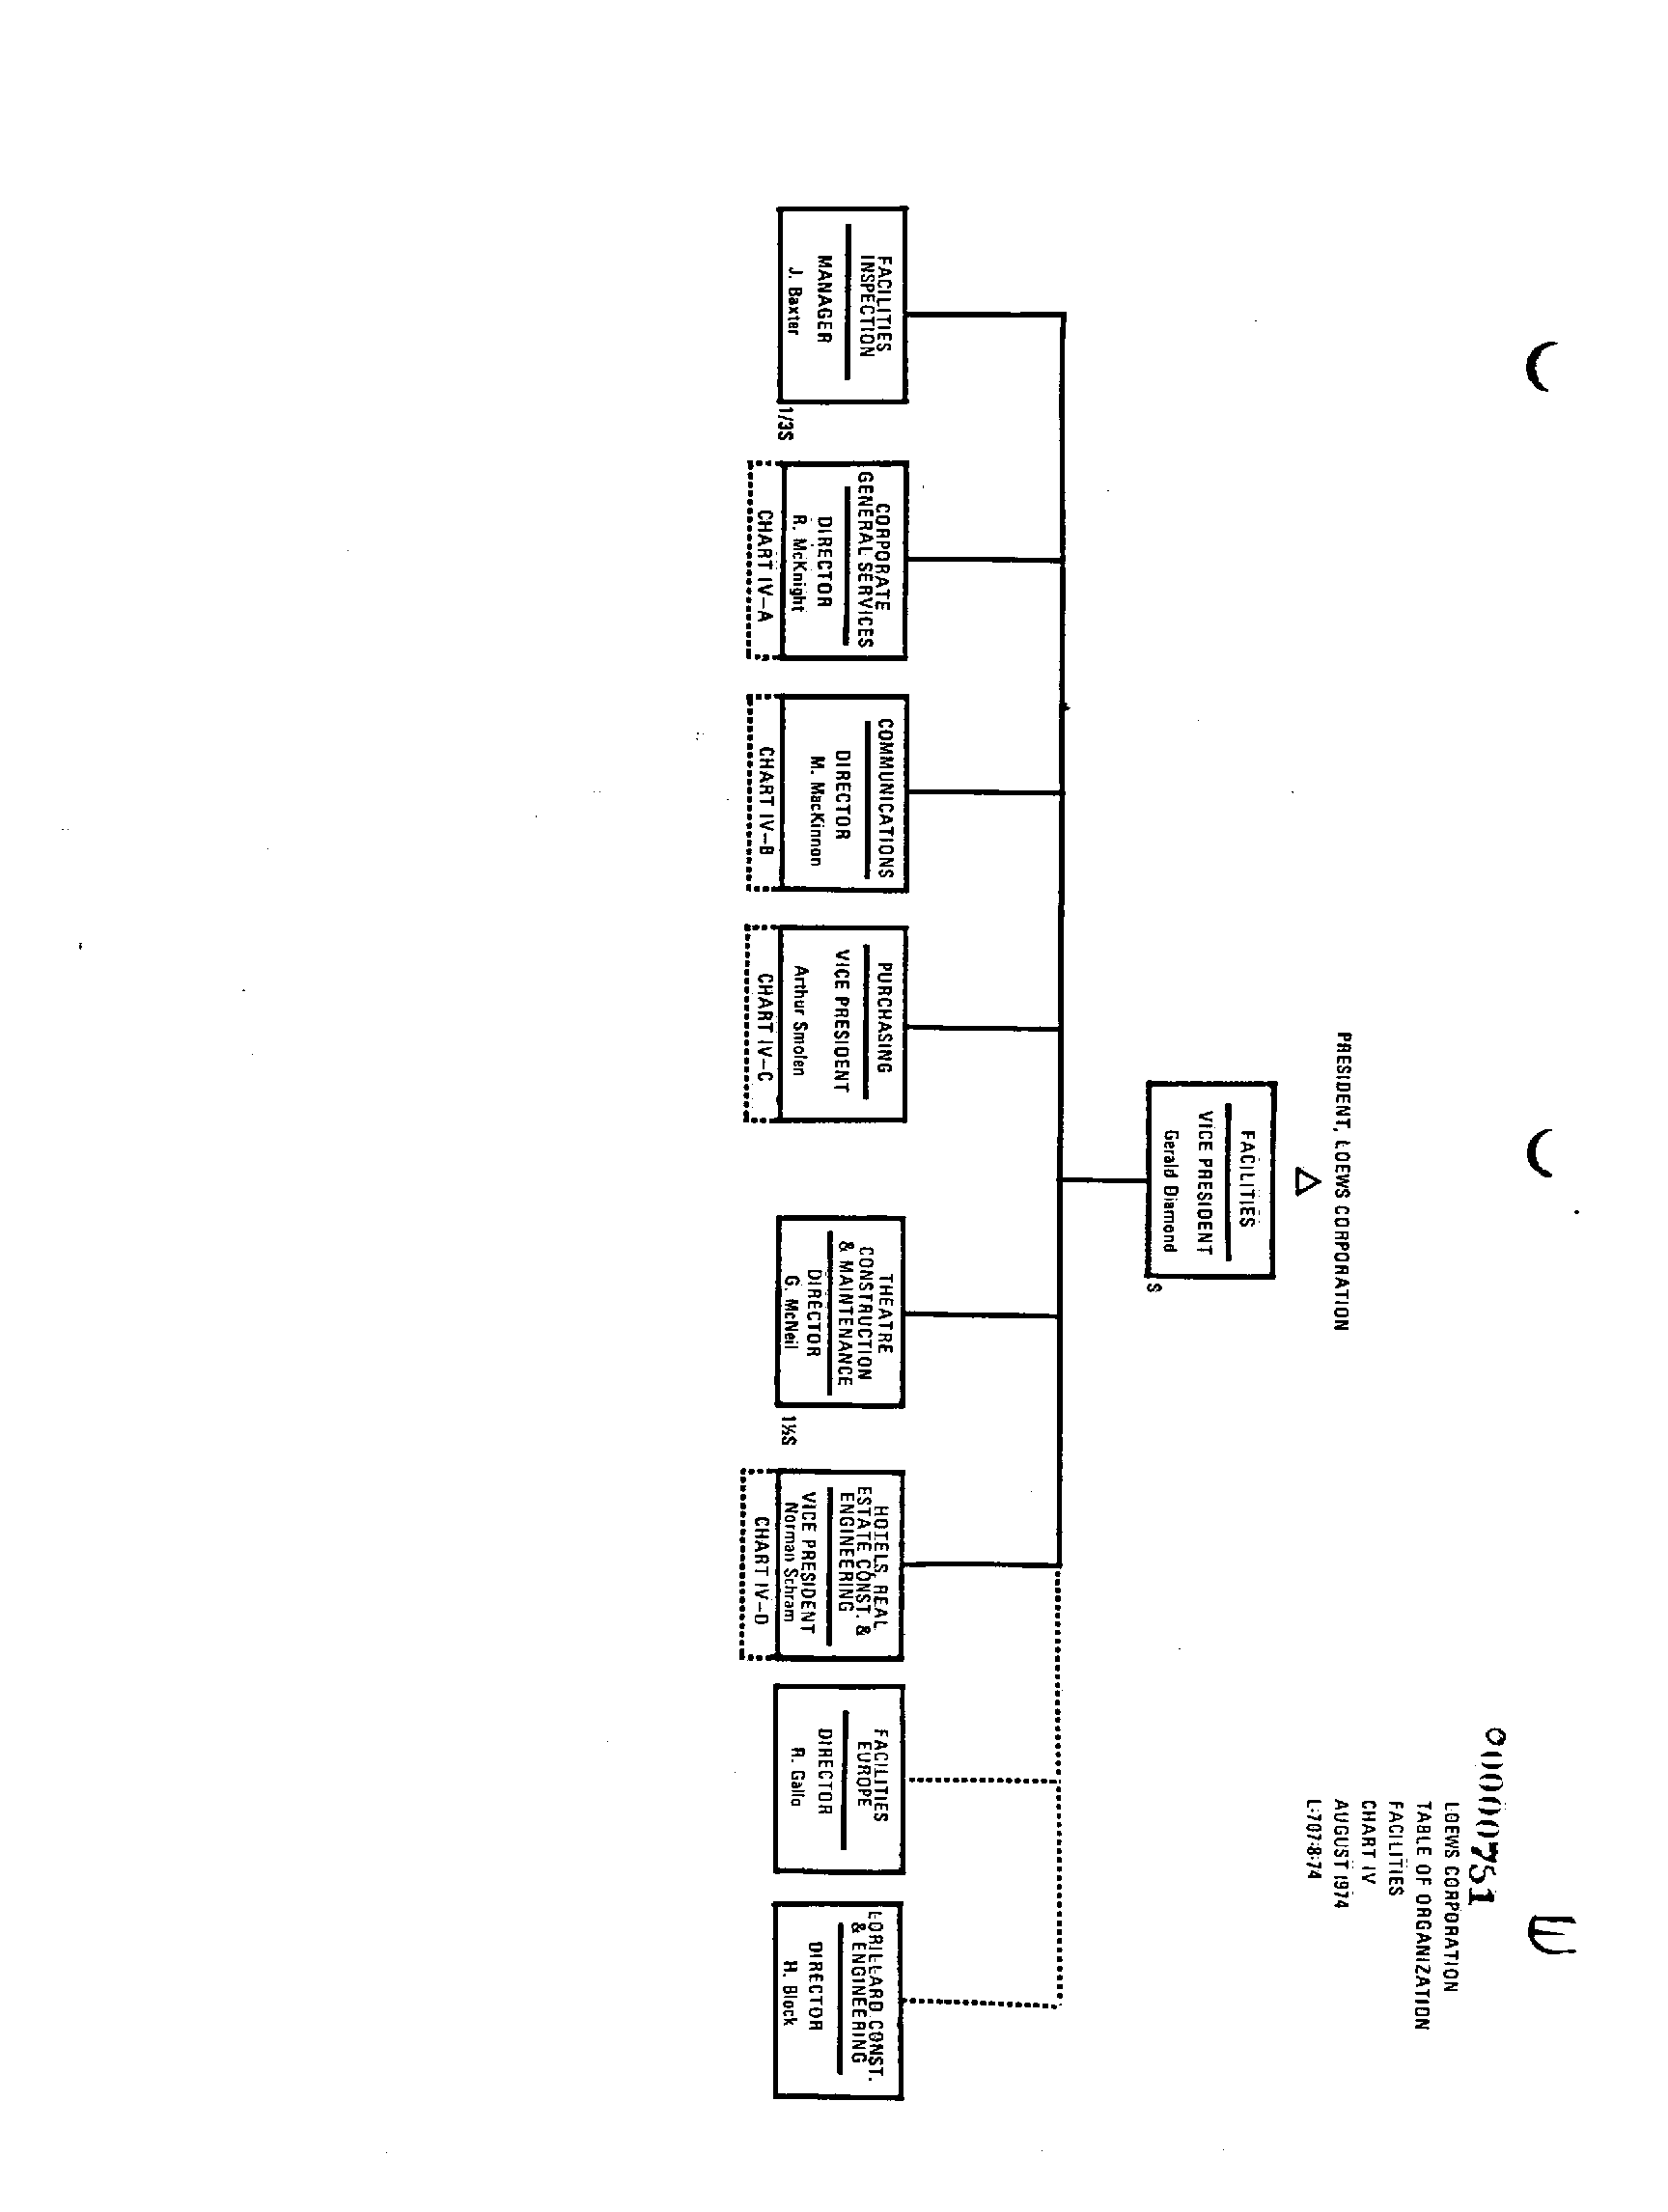 00000751
LOEWS CORPORATION
TABLE OF ORGANIZATION
FACILITIES
CHART IV
AUGUST 1974
L:707:8:74
PRESIDENT, LOEWS CORPORATION
FACILITIES
VICE PRESIDENT
Gerald Diamond
S
FACILITIES
INSPECTION
MANAGER
J. Baxter
1/3S
CORPORATE
GENERAL SERVICES
DIRECTOR
R. McKnight
CHART IV–A
COMMUNICATIONS
DIRECTOR
M. MacKinnon
CHART IV–B
PURCHASING
VICE PRESIDENT
Arthur Smolen
CHART IV–C
THEATRE
CONSTRUCTION
& MAINTENANCE
DIRECTOR
G. McNeil
1½S
HOTELS, REAL
ESTATE CONST. &
ENGINEERING
VICE PRESIDENT
Norman Schram
CHART IV–D
FACILITIES
EUROPE
DIRECTOR
R. Gallo
LORILLARD CONST.
& ENGINEERING
DIRECTOR
H. Block